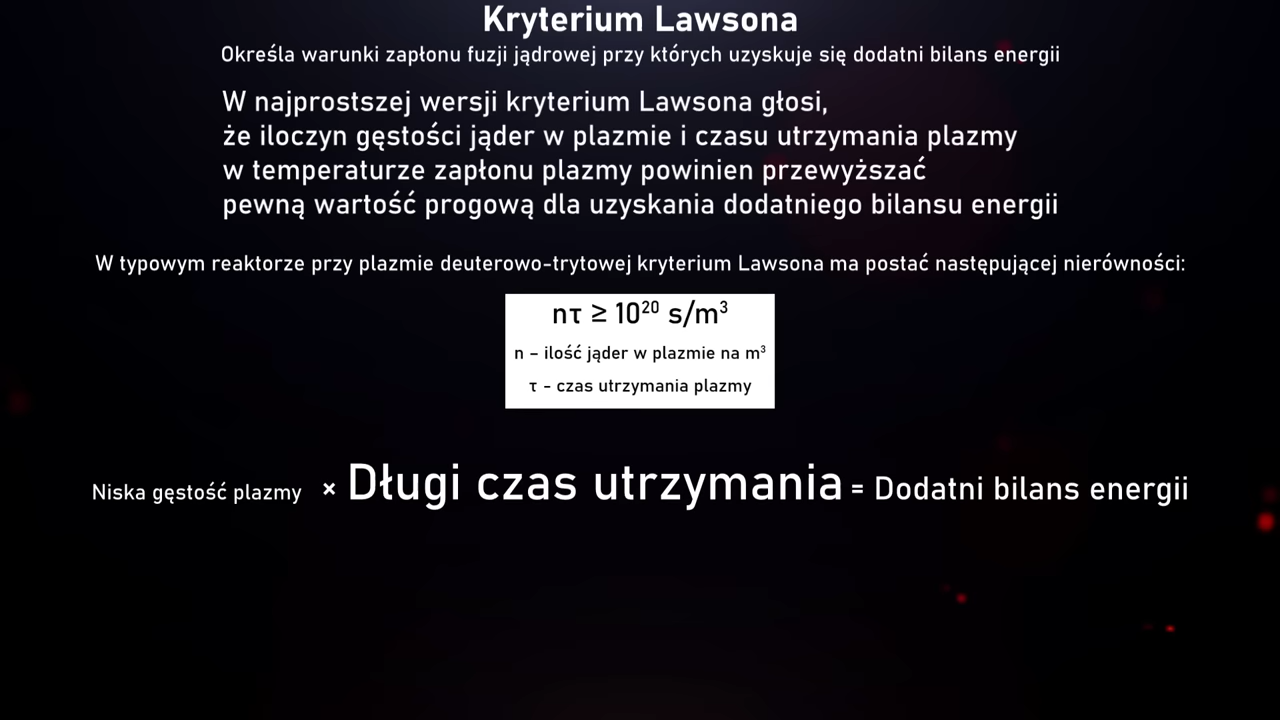 Kryterium Lawsona
Określa warunki zapłonu fuzji jądrowej przy których uzyskuje się dodatni bilans energii
W najprostszej wersji kryterium Lawsona głosi,
że iloczyn gęstości jąder w plazmie i czasu utrzymania plazmy
w temperaturze zapłonu plazmy powinien przewyższać
pewną wartość progową dla uzyskania dodatniego bilansu energii
W typowym reaktorze przy plazmie deuterowo-trytowej kryterium Lawsona ma postać następującej nierówności:
nτ ≥ 10²⁰ s/m³
n – ilość jąder w plazmie na m³
τ - czas utrzymania plazmy
Niska gęstość plazmy × Długi czas utrzymania = Dodatni bilans energii